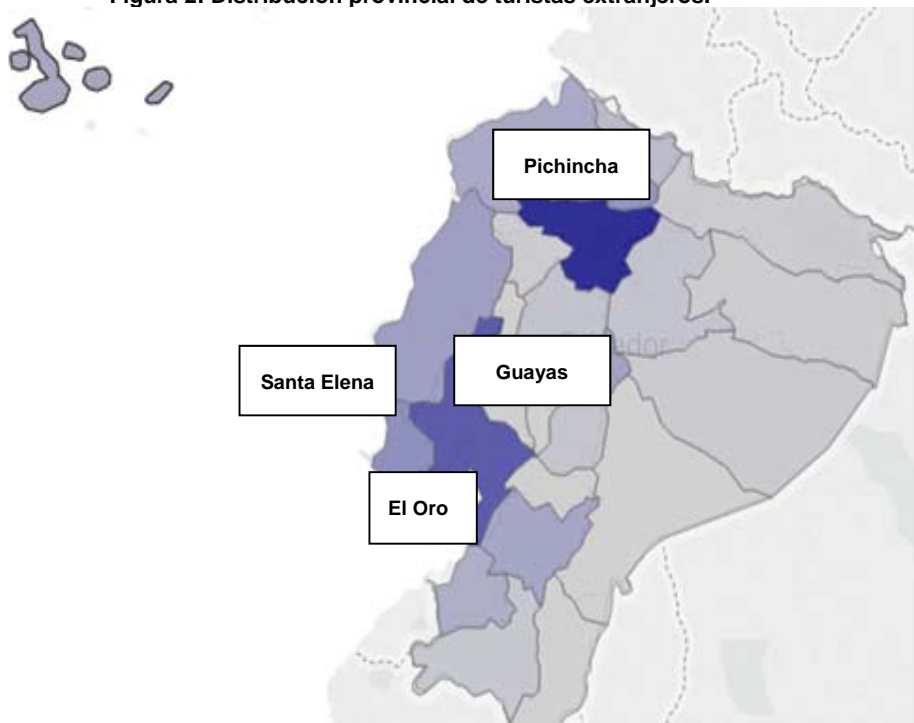 Figura 2. Distribución provincial de turistas extranjeros.
Pichincha
Guayas
Santa Elena
El Oro